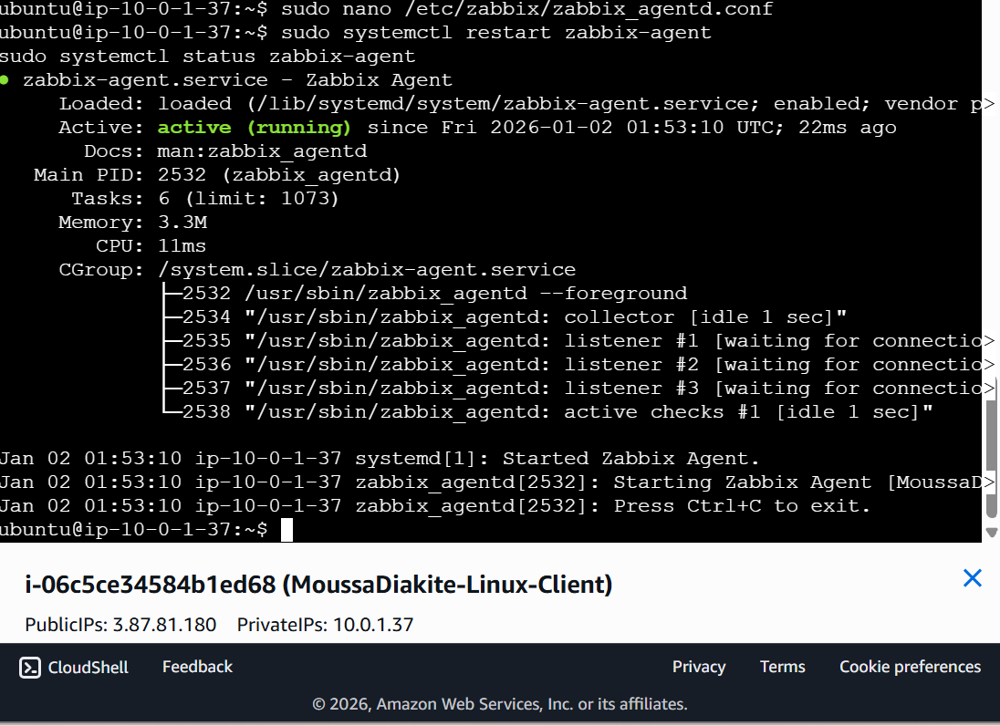 ubuntu@ip-10-0-1-37:~$ sudo nano /etc/zabbix/zabbix_agentd.conf
ubuntu@ip-10-0-1-37:~$ sudo systemctl restart zabbix-agent
sudo systemctl status zabbix-agent
● zabbix-agent.service - Zabbix Agent
Loaded: loaded (/lib/systemd/system/zabbix-agent.service; enabled; vendor p>
Active: active (running) since Fri 2026-01-02 01:53:10 UTC; 22ms ago
Docs: man:zabbix_agentd
Main PID: 2532 (zabbix_agentd)
Tasks: 6 (limit: 1073)
Memory: 3.3M
CPU: 11ms
CGroup: /system.slice/zabbix-agent.service
├─2532 /usr/sbin/zabbix_agentd --foreground
├─2534 "/usr/sbin/zabbix_agentd: collector [idle 1 sec]"
├─2535 "/usr/sbin/zabbix_agentd: listener #1 [waiting for connectio>
├─2536 "/usr/sbin/zabbix_agentd: listener #2 [waiting for connectio>
├─2537 "/usr/sbin/zabbix_agentd: listener #3 [waiting for connectio>
└─2538 "/usr/sbin/zabbix_agentd: active checks #1 [idle 1 sec]"
Jan 02 01:53:10 ip-10-0-1-37 systemd[1]: Started Zabbix Agent.
Jan 02 01:53:10 ip-10-0-1-37 zabbix_agentd[2532]: Starting Zabbix Agent [MoussaD>
Jan 02 01:53:10 ip-10-0-1-37 zabbix_agentd[2532]: Press Ctrl+C to exit.
ubuntu@ip-10-0-1-37:~$
i-06c5ce34584b1ed68 (MoussaDiakite-Linux-Client)
PublicIPs: 3.87.81.180 PrivateIPs: 10.0.1.37
CloudShell Feedback Privacy Terms Cookie preferences
© 2026, Amazon Web Services, Inc. or its affiliates.